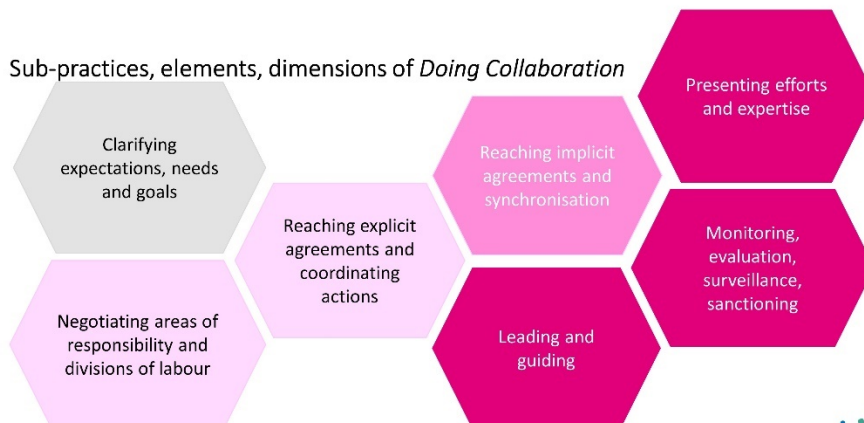 Sub-practices, elements, dimensions of Doing Collaboration
Clarifying
expectations, needs
and goals
Negotiating areas of
responsibility and
divisions of labour
Reaching explicit
agreements and
coordinating
actions
Reaching implicit
agreements and
synchronisation
Leading and
guiding
Presenting efforts
and expertise
Monitoring,
evaluation,
surveillance,
sanctioning